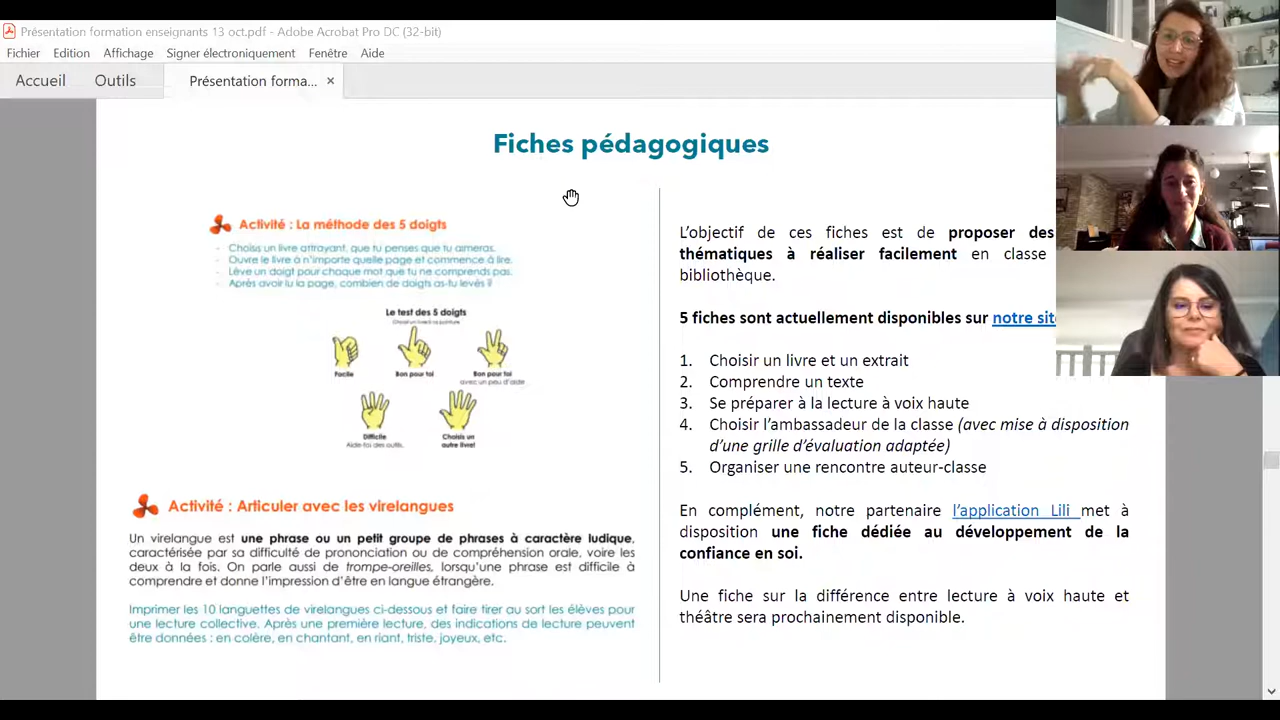 Présentation formation enseignants 13 oct.pdf - Adobe Acrobat Pro DC (32-bit)
Fichier Edition Affichage Signer électroniquement Fenêtre Aide
Accueil Outils Présentation forma... ×
Fiches pédagogiques
Activité : La méthode des 5 doigts
- Choisis un livre attrayant, que tu penses que tu aimeras.
- Ouvre le livre à n'importe quelle page et commence à lire.
- Lève un doigt pour chaque mot que tu ne comprends pas.
- Après avoir lu la page, combien de doigts as-tu levés ?
Le test des 5 doigts
Choisir un livre à sa pointure
Facile Bon pour toi Bon pour toi
avec un peu d'aide
Difficile Choisis un
Aide-toi des outils. autre livre!
Activité : Articuler avec les virelangues
Un virelangue est une phrase ou un petit groupe de phrases à caractère ludique,
caractérisée par sa difficulté de prononciation ou de compréhension orale, voire les
deux à la fois. On parle aussi de trompe-oreilles, lorsqu'une phrase est difficile à
comprendre et donne l'impression d'être en langue étrangère.
Imprimer les 10 languettes de virelangues ci-dessous et faire tirer au sort les élèves pour
une lecture collective. Après une première lecture, des indications de lecture peuvent
être données : en colère, en chantant, en riant, triste, joyeux, etc.
L'objectif de ces fiches est de proposer des
thématiques à réaliser facilement en classe
bibliothèque.
5 fiches sont actuellement disponibles sur notre site
1. Choisir un livre et un extrait
2. Comprendre un texte
3. Se préparer à la lecture à voix haute
4. Choisir l'ambassadeur de la classe (avec mise à disposition
d'une grille d'évaluation adaptée)
5. Organiser une rencontre auteur-classe
En complément, notre partenaire l'application Lili met à
disposition une fiche dédiée au développement de la
confiance en soi.
Une fiche sur la différence entre lecture à voix haute et
théâtre sera prochainement disponible.